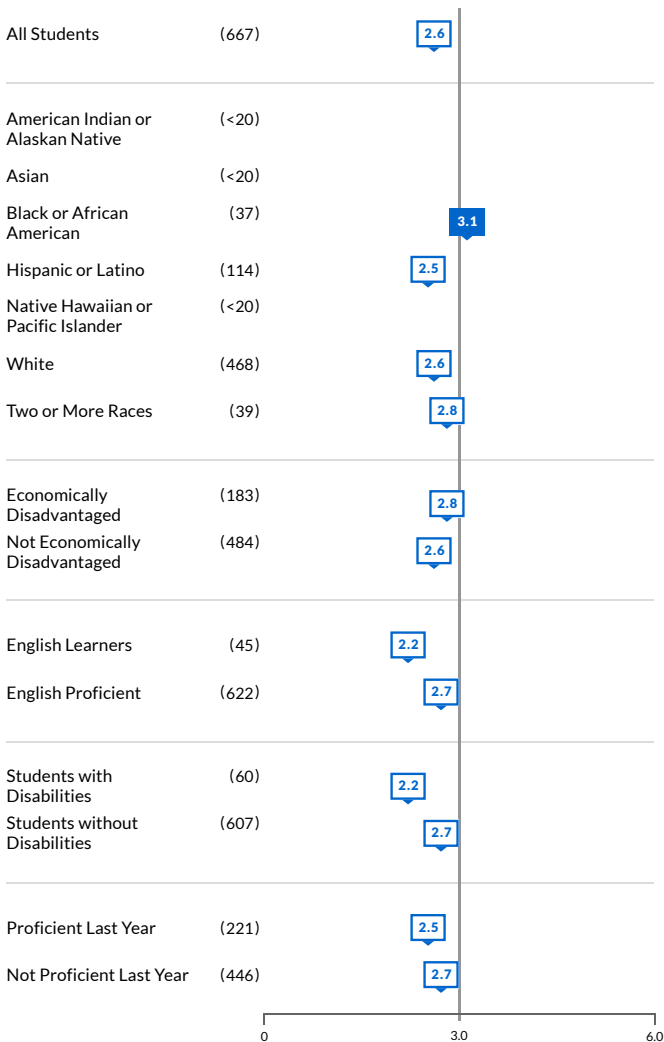 All Students (667) 2.6
American Indian or (<20)
Alaskan Native
Asian (<20)
Black or African (37) 3.1
American
Hispanic or Latino (114) 2.5
Native Hawaiian or (<20)
Pacific Islander
White (468) 2.6
Two or More Races (39) 2.8
Economically (183) 2.8
Disadvantaged
Not Economically (484) 2.6
Disadvantaged
English Learners (45) 2.2
English Proficient (622) 2.7
Students with (60) 2.2
Disabilities
Students without (607) 2.7
Disabilities
Proficient Last Year (221) 2.5
Not Proficient Last Year (446) 2.7
0 3.0 6.0